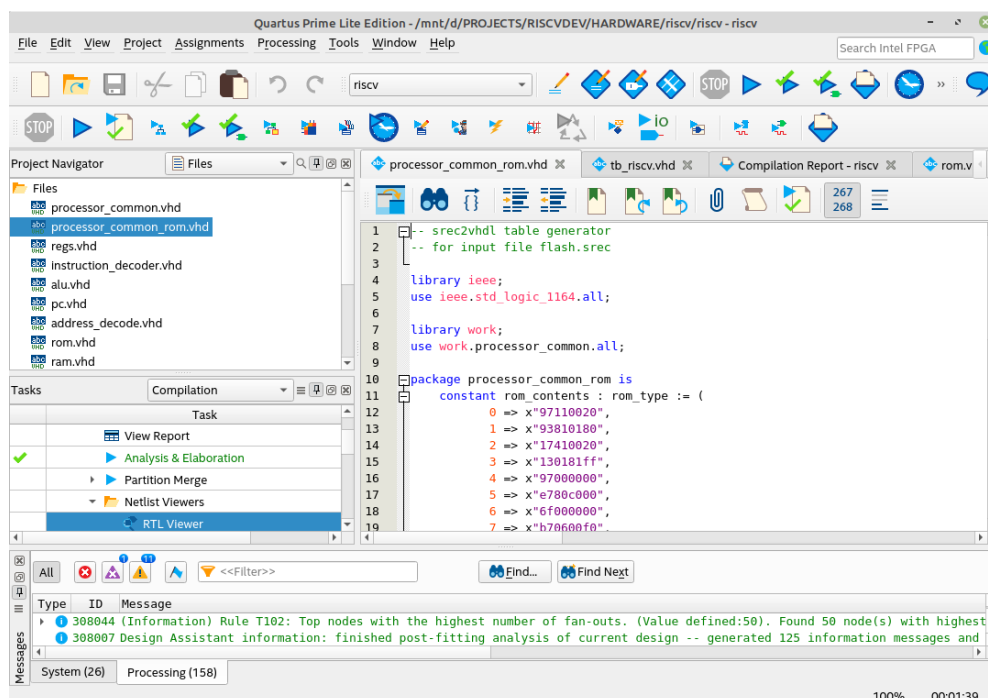 Quartus Prime Lite Edition - /mnt/d/PROJECTS/RISCVDEV/HARDWARE/riscv/riscv - riscv
File Edit View Project Assignments Processing Tools Window Help
Search Intel FPGA
riscv
STOP
»
STOP
io
Project Navigator
Files
Files
processor_common.vhd
processor_common_rom.vhd
regs.vhd
instruction_decoder.vhd
alu.vhd
pc.vhd
address_decode.vhd
rom.vhd
ram.vhd
Tasks
Compilation
Task
View Report
Analysis & Elaboration
Partition Merge
Netlist Viewers
RTL Viewer
processor_common_rom.vhd
tb_riscv.vhd
Compilation Report - riscv
rom.v
267
268
1 -- srec2vhdl table generator
2 -- for input file flash.srec
3
4 library ieee;
5 use ieee.std_logic_1164.all;
6
7 library work;
8 use work.processor_common.all;
9
10 package processor_common_rom is
11 constant rom_contents : rom_type := (
12 0 => x"97110020",
13 1 => x"93810180",
14 2 => x"17410020",
15 3 => x"130181ff",
16 4 => x"97000000",
17 5 => x"e780c000",
18 6 => x"6f000000",
19 7 => x"b70600f0",
All
1
11
<<Filter>>
Find...
Find Next
Type ID Message
308044 (Information) Rule T102: Top nodes with the highest number of fan-outs. (Value defined:50). Found 50 node(s) with highest
308007 Design Assistant information: finished post-fitting analysis of current design -- generated 125 information messages and
Messages
System (26)
Processing (158)
100% 00:01:39